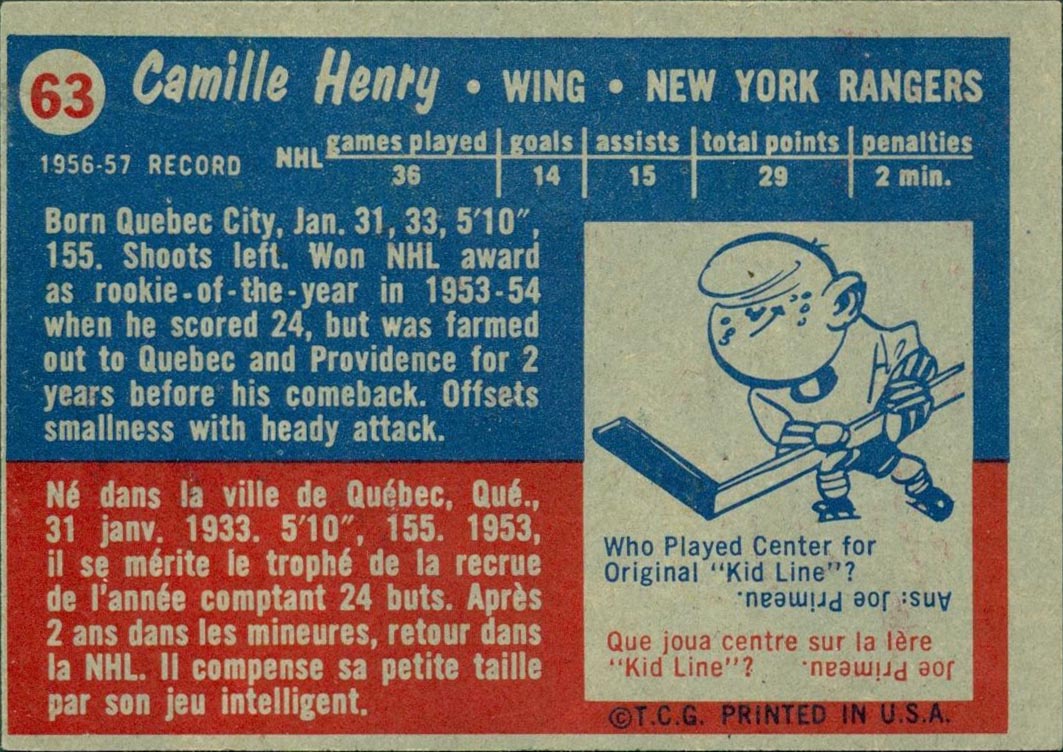 63 Camille Henry • WING • NEW YORK RANGERS
1956-57 RECORD NHL games played goals assists total points penalties
36 14 15 29 2 min.
Born Quebec City, Jan. 31, 33, 5'10",
155. Shoots left. Won NHL award
as rookie-of-the-year in 1953-54
when he scored 24, but was farmed
out to Quebec and Providence for 2
years before his comeback. Offsets
smallness with heady attack.
Né dans la ville de Québec, Qué.,
31 janv. 1933. 5'10", 155. 1953,
il se mérite le trophé de la recrue
de l'année comptant 24 buts. Après
2 ans dans les mineures, retour dans
la NHL. Il compense sa petite taille
par son jeu intelligent.
Who Played Center for
Original "Kid Line"?
Ans: Joe Primeau.
Que joua centre sur la lère
"Kid Line"? Joe Primeau.
©T.C.G. PRINTED IN U.S.A.